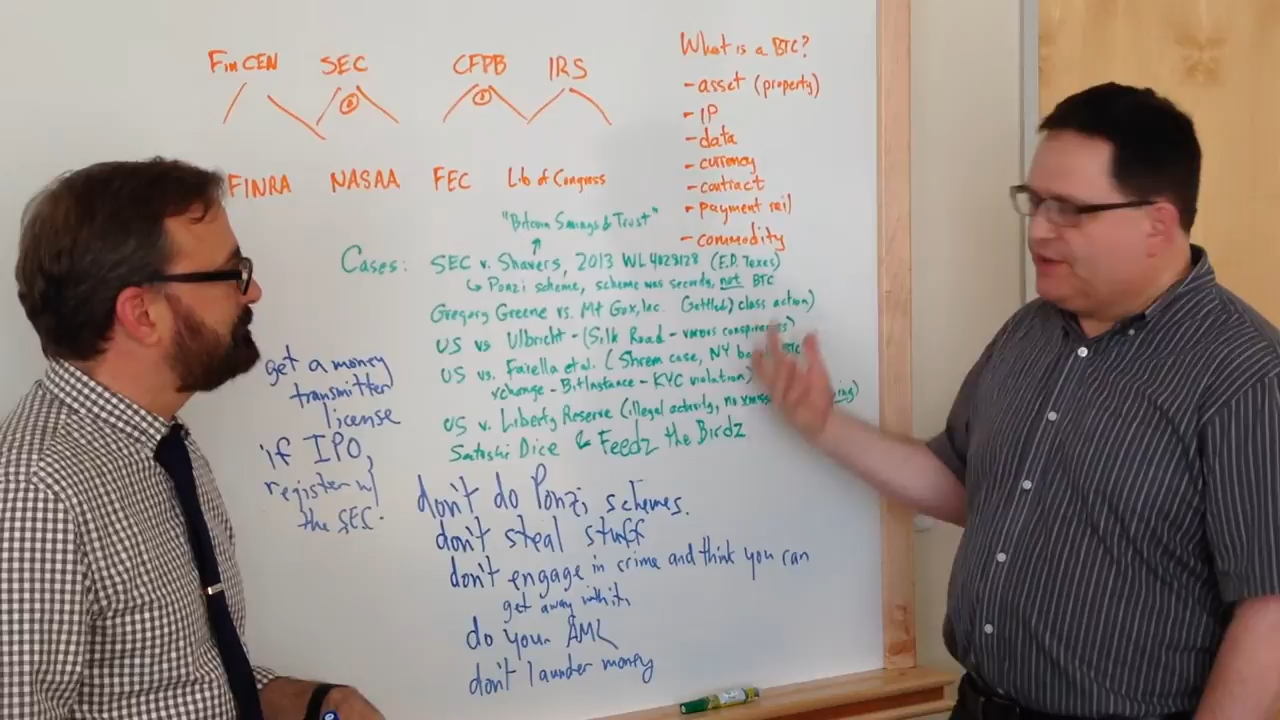 FinCEN SEC CFPB IRS
FINRA NASAA FEC Lib of Congress
What is a BTC?
- asset (property)
- IP
- data
- currency
- contract
- payment rail
- commodity
"Bitcoin Savings & Trust"
Cases: SEC v. Shavers, 2013 WL 4028128 (E.D. Texas)
Ponzi scheme, scheme was security, not BTC
Gregory Greene vs. Mt Gox, Inc. (settled) class action)
US vs Ulbricht - (Silk Road - various conspiracies)
US vs. Faiella et al. (Shrem case, NY BTC
xchange - BitInstance - KYC violation)
US v. Liberty Reserve (illegal activity, no
Satoshi Dice & Feedz the Birdz
get a money
transmitter
license
if IPO,
register w/
the SEC.
don't do Ponzi schemes.
don't steal stuff
don't engage in crime and think you can
get away with it,
do your AML
don't launder money